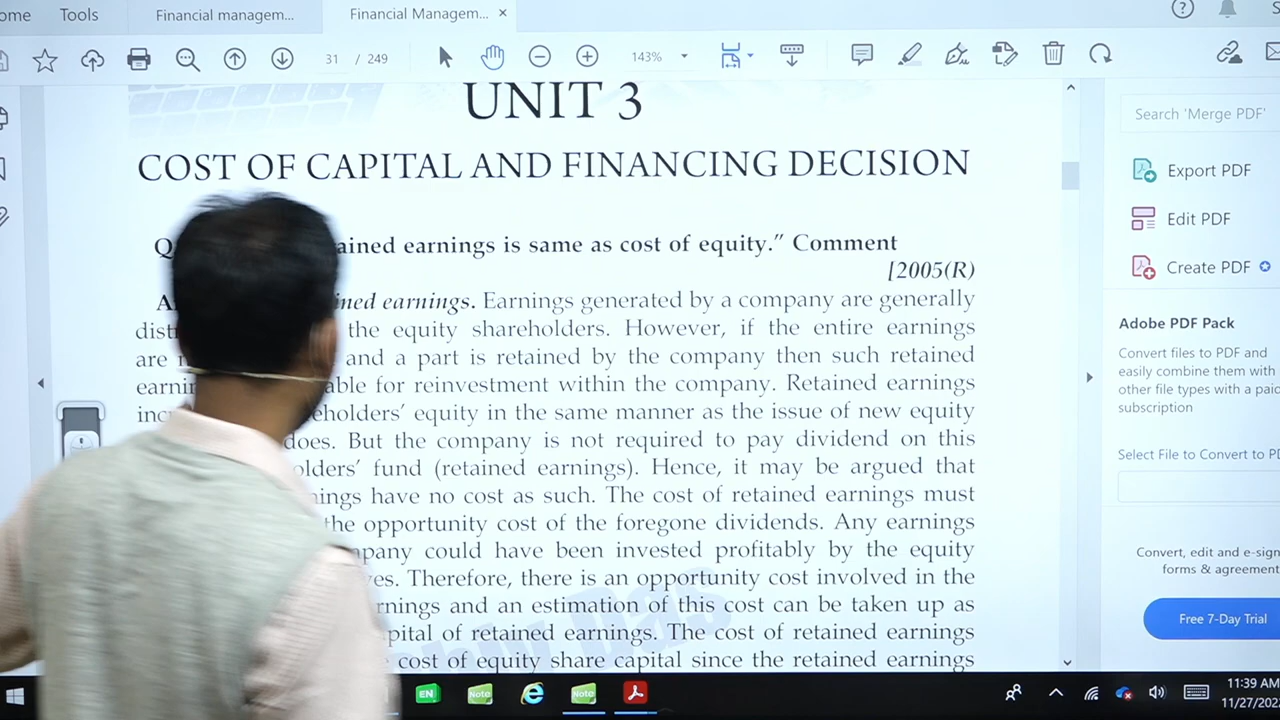 ome Tools Financial managem... Financial Managem... ×
31 / 249 143%
UNIT 3
COST OF CAPITAL AND FINANCING DECISION
Q ained earnings is same as cost of equity.” Comment
[2005(R)
A ned earnings. Earnings generated by a company are generally
dist the equity shareholders. However, if the entire earnings
are and a part is retained by the company then such retained
earnin able for reinvestment within the company. Retained earnings
inc eholders’ equity in the same manner as the issue of new equity
does. But the company is not required to pay dividend on this
olders’ fund (retained earnings). Hence, it may be argued that
nings have no cost as such. The cost of retained earnings must
the opportunity cost of the foregone dividends. Any earnings
pany could have been invested profitably by the equity
es. Therefore, there is an opportunity cost involved in the
rnings and an estimation of this cost can be taken up as
pital of retained earnings. The cost of retained earnings
cost of equity share capital since the retained earnings
Search 'Merge PDF'
Export PDF
Edit PDF
Create PDF
Adobe PDF Pack
Convert files to PDF and
easily combine them with
other file types with a paid
subscription
Select File to Convert to PD
Convert, edit and e-sign
forms & agreement
Free 7-Day Trial
EN Note Note
11:39 AM
11/27/202